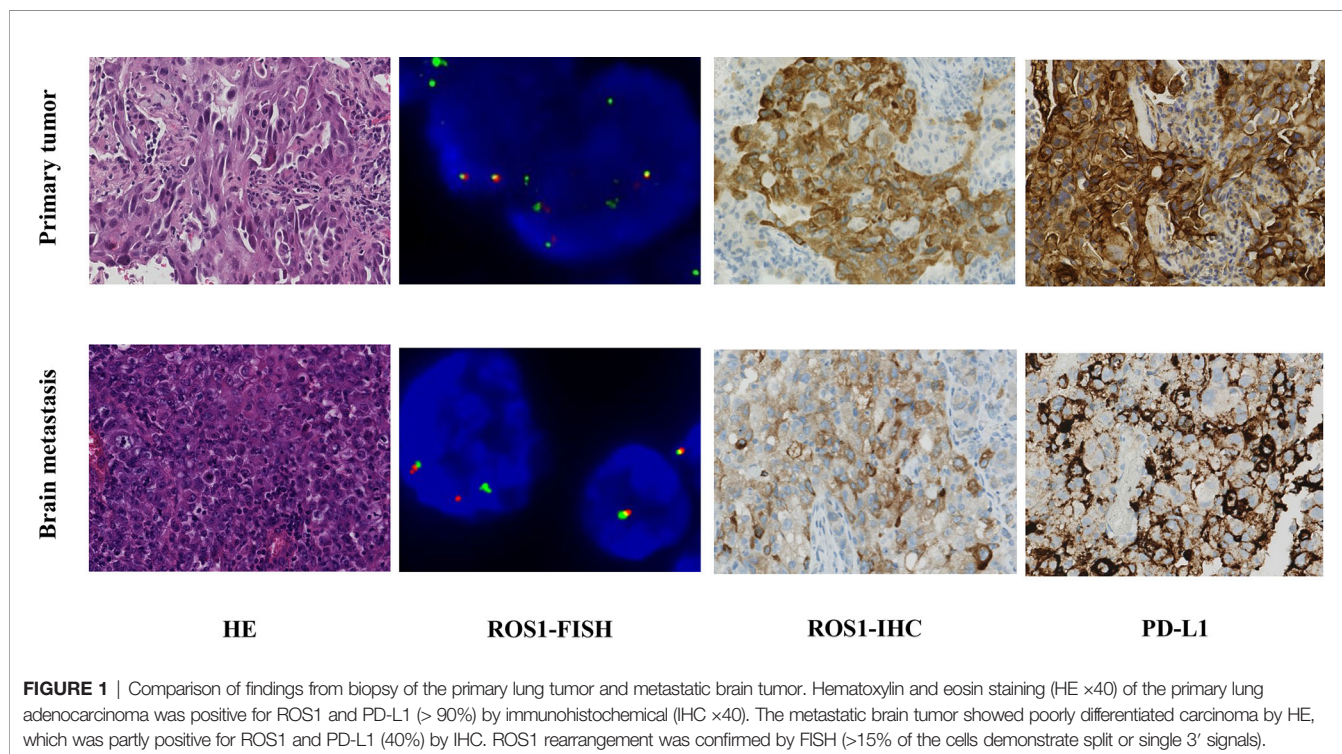 Primary tumor
Brain metastasis
HE ROS1-FISH ROS1-IHC PD-L1
FIGURE 1 | Comparison of findings from biopsy of the primary lung tumor and metastatic brain tumor. Hematoxylin and eosin staining (HE ×40) of the primary lung
adenocarcinoma was positive for ROS1 and PD-L1 (> 90%) by immunohistochemical (IHC ×40). The metastatic brain tumor showed poorly differentiated carcinoma by HE,
which was partly positive for ROS1 and PD-L1 (40%) by IHC. ROS1 rearrangement was confirmed by FISH (>15% of the cells demonstrate split or single 3′ signals).